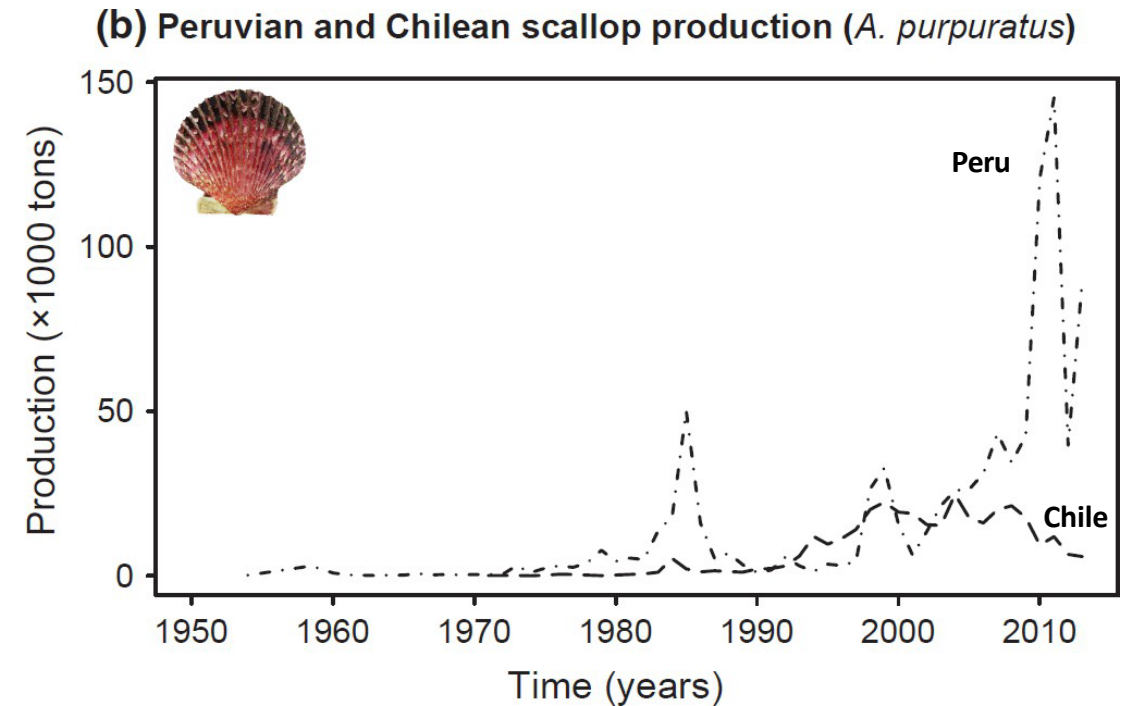 (b) Peruvian and Chilean scallop production (A. purpuratus)
150
100
50
0
Production (×1000 tons)
Peru
Chile
1950 1960 1970 1980 1990 2000 2010
Time (years)